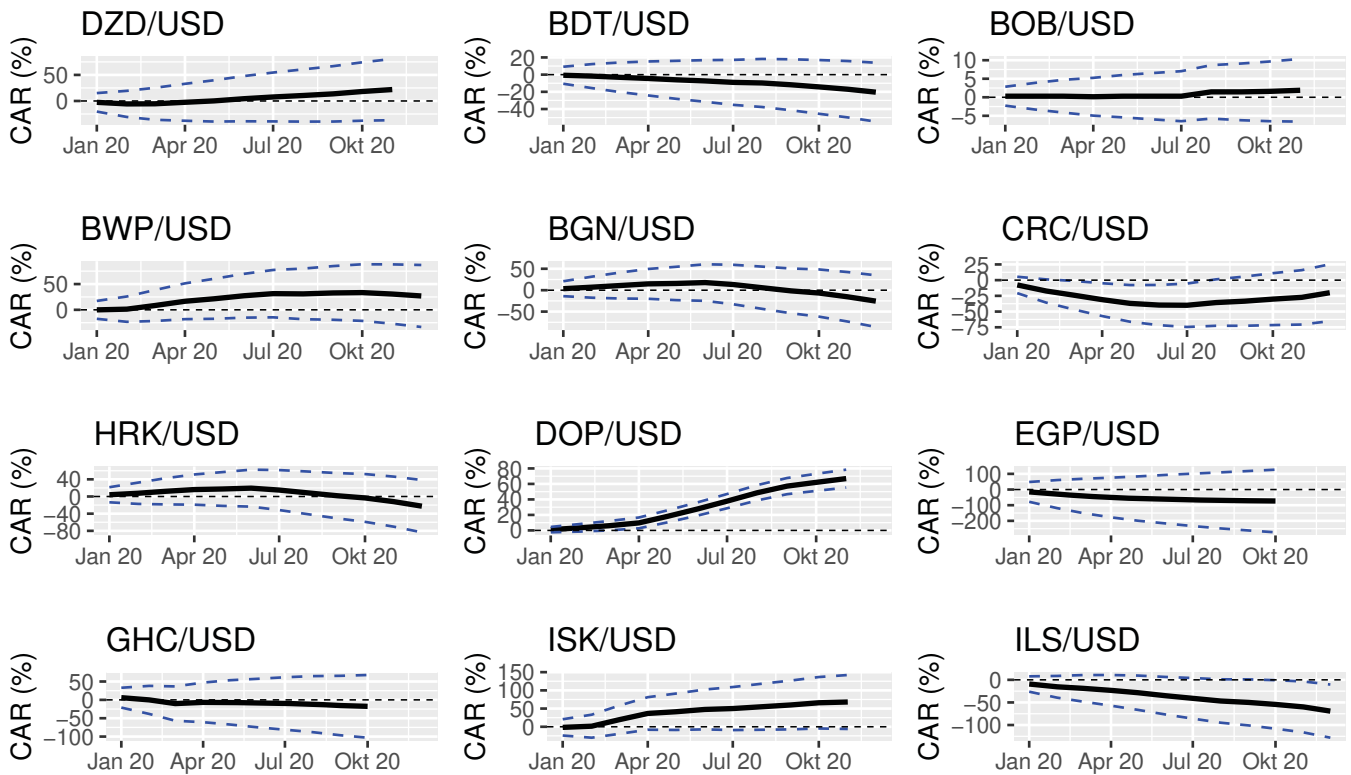 DZD/USD
CAR (%)
50
0
Jan 20 Apr 20 Jul 20 Okt 20
BDT/USD
CAR (%)
20
0
−20
−40
Jan 20 Apr 20 Jul 20 Okt 20
BOB/USD
CAR (%)
10
5
0
−5
Jan 20 Apr 20 Jul 20 Okt 20
BWP/USD
CAR (%)
50
0
Jan 20 Apr 20 Jul 20 Okt 20
BGN/USD
CAR (%)
50
0
−50
Jan 20 Apr 20 Jul 20 Okt 20
CRC/USD
CAR (%)
25
0
−25
−50
−75
Jan 20 Apr 20 Jul 20 Okt 20
HRK/USD
CAR (%)
40
0
−40
−80
Jan 20 Apr 20 Jul 20 Okt 20
DOP/USD
CAR (%)
80
60
40
20
0
Jan 20 Apr 20 Jul 20 Okt 20
EGP/USD
CAR (%)
100
0
−100
−200
Jan 20 Apr 20 Jul 20 Okt 20
GHC/USD
CAR (%)
50
0
−50
−100
Jan 20 Apr 20 Jul 20 Okt 20
ISK/USD
CAR (%)
150
100
50
0
Jan 20 Apr 20 Jul 20 Okt 20
ILS/USD
CAR (%)
0
−50
−100
Jan 20 Apr 20 Jul 20 Okt 20